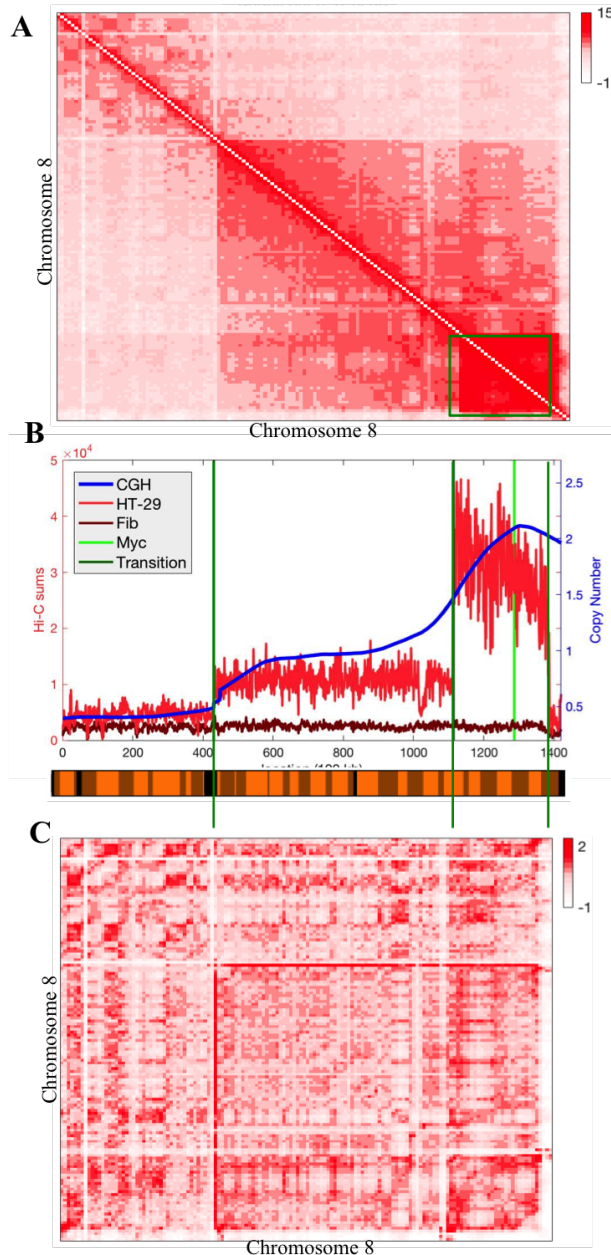 A
15
-1
Chromosome 8
Chromosome 8
B
×10⁴
5
4
3
2
1
0
Hi-C sums
CGH
HT-29
Fib
Myc
Transition
2.5
2
1.5
1
0.5
Copy Number
0 200 400 600 800 1000 1200 1400
C
2
-1
Chromosome 8
Chromosome 8